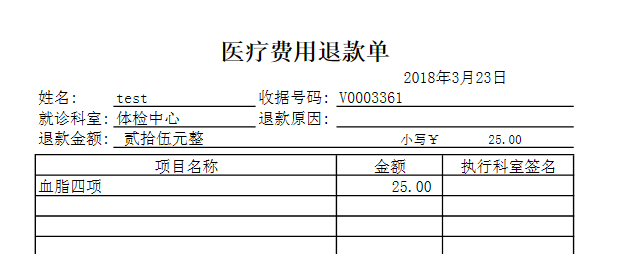 医疗费用退款单
2018年3月23日
姓名: test 收据号码: V0003361
就诊科室: 体检中心 退款原因:
退款金额: 贰拾伍元整 小写￥ 25.00
项目名称 金额 执行科室签名
血脂四项 25.00